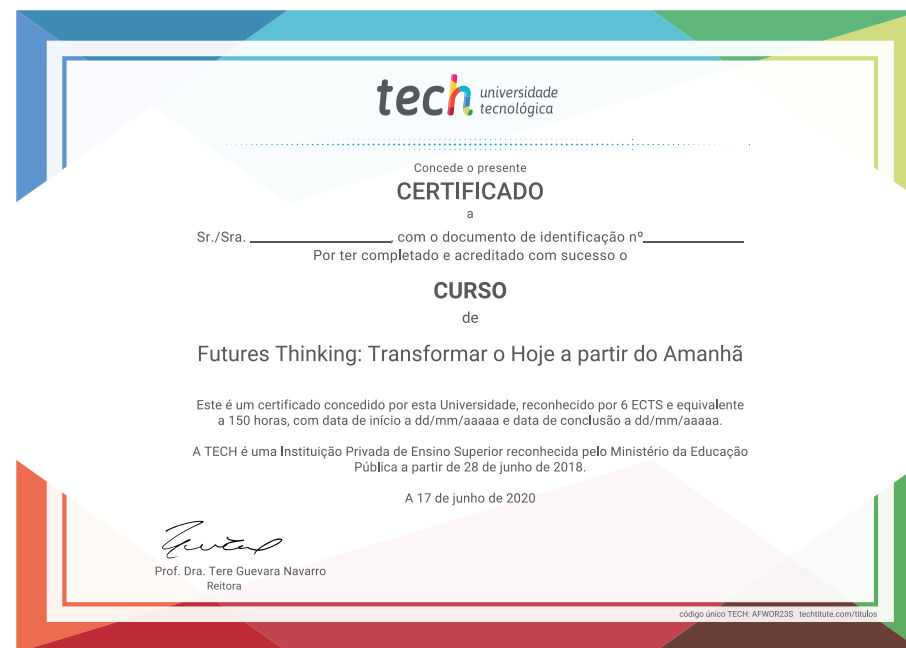 tech universidade
tecnológica
Concede o presente
CERTIFICADO
a
Sr./Sra. ____________________, com o documento de identificação nº______________
Por ter completado e acreditado com sucesso o
CURSO
de
Futures Thinking: Transformar o Hoje a partir do Amanhã
Este é um certificado concedido por esta Universidade, reconhecido por 6 ECTS e equivalente
a 150 horas, com data de início a dd/mm/aaaaa e data de conclusão a dd/mm/aaaaa.
A TECH é uma Instituição Privada de Ensino Superior reconhecida pelo Ministério da Educação
Pública a partir de 28 de junho de 2018.
A 17 de junho de 2020
Prof. Dra. Tere Guevara Navarro
Reitora
código único TECH: AFWOR23S techtitute.com/titulos